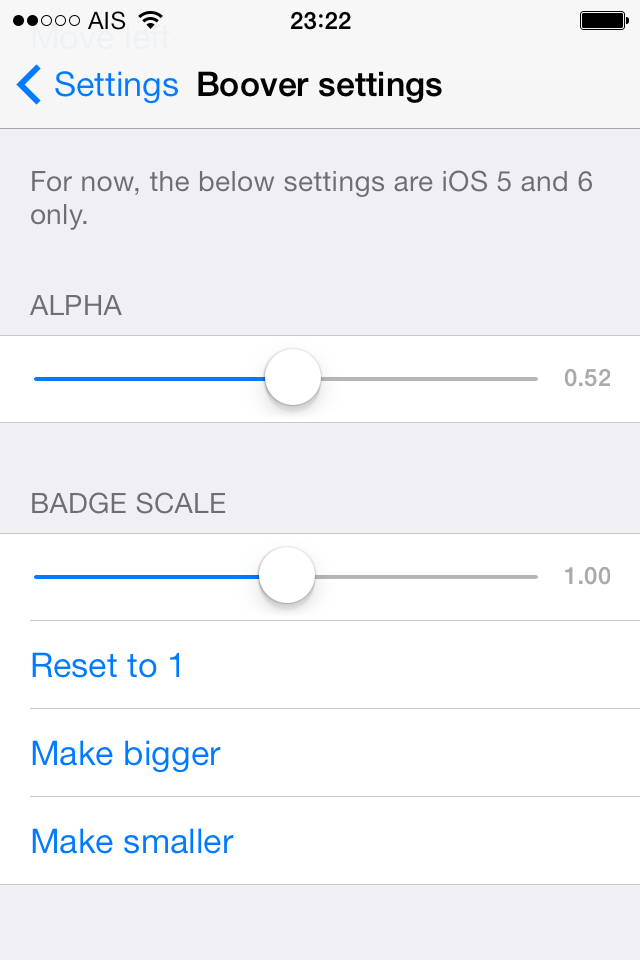 AIS 23:22
Move left
Settings Boover settings
For now, the below settings are iOS 5 and 6
only.
ALPHA
0.52
BADGE SCALE
1.00
Reset to 1
Make bigger
Make smaller